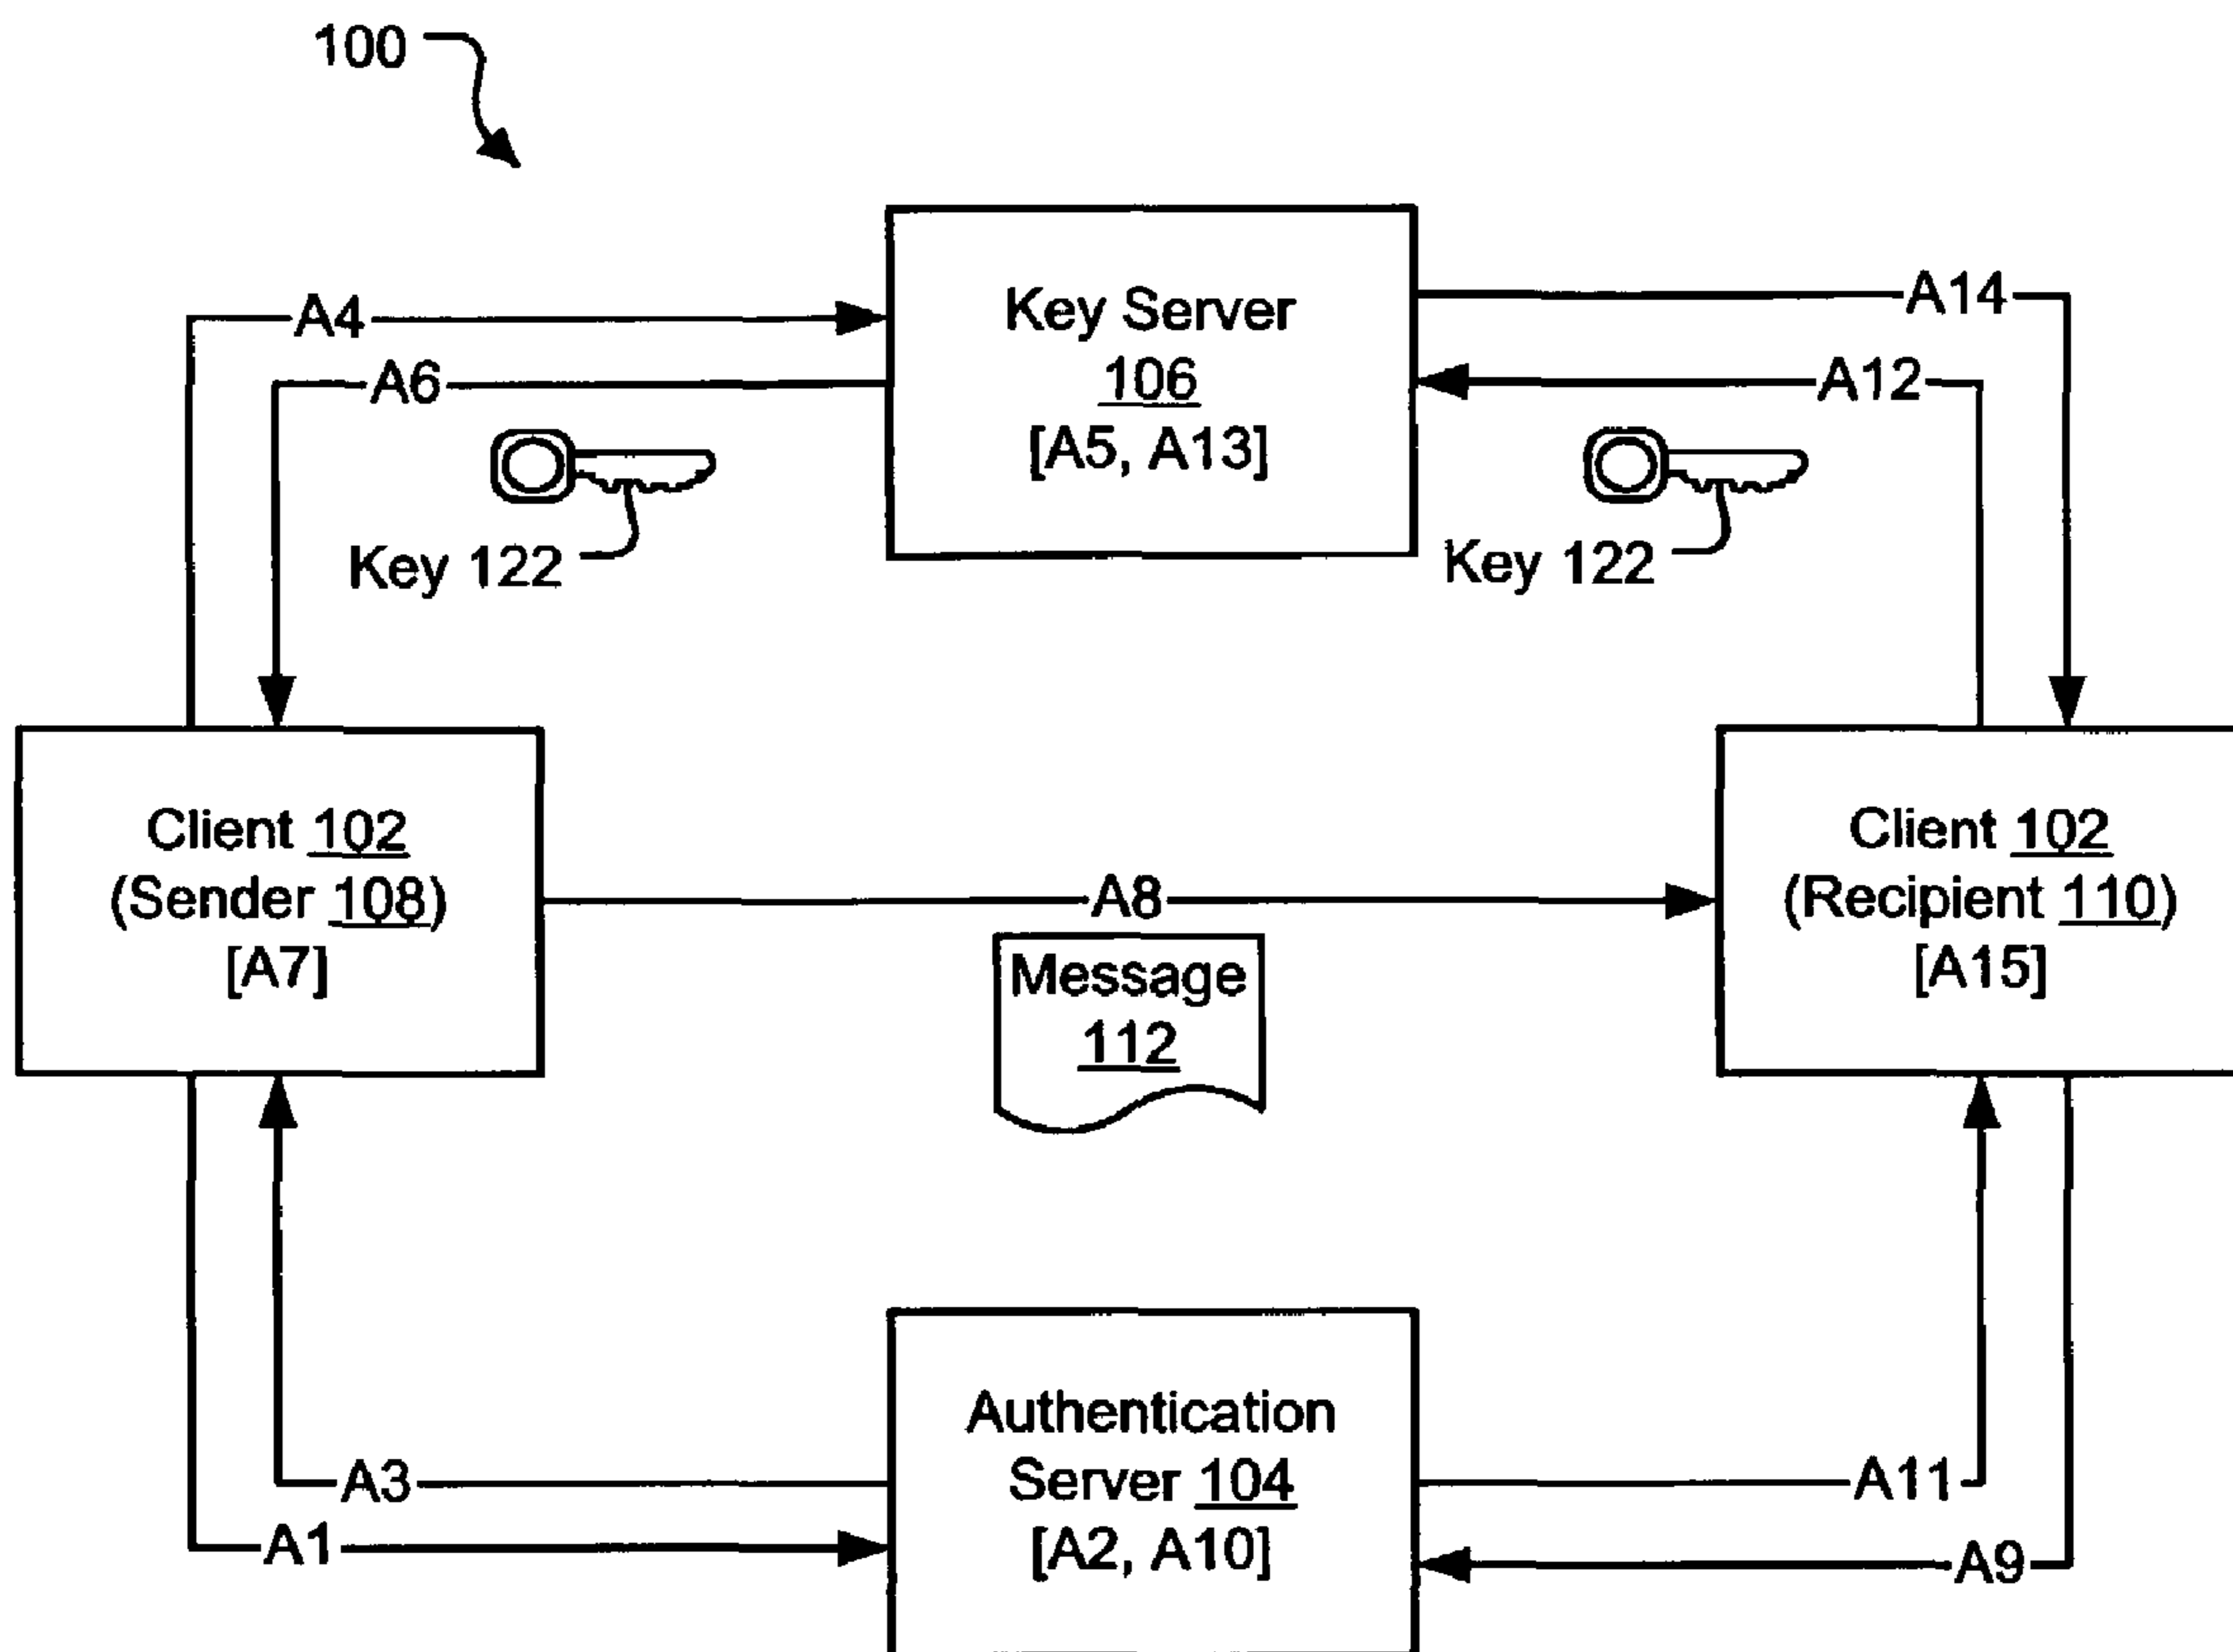 100
Key Server
106
[A5, A13]
A4
A6
A14
A12
Key 122
Key 122
Client 102
(Sender 108)
[A7]
A8
Message
112
Client 102
(Recipient 110)
[A15]
Authentication
Server 104
[A2, A10]
A3
A1
A11
A9